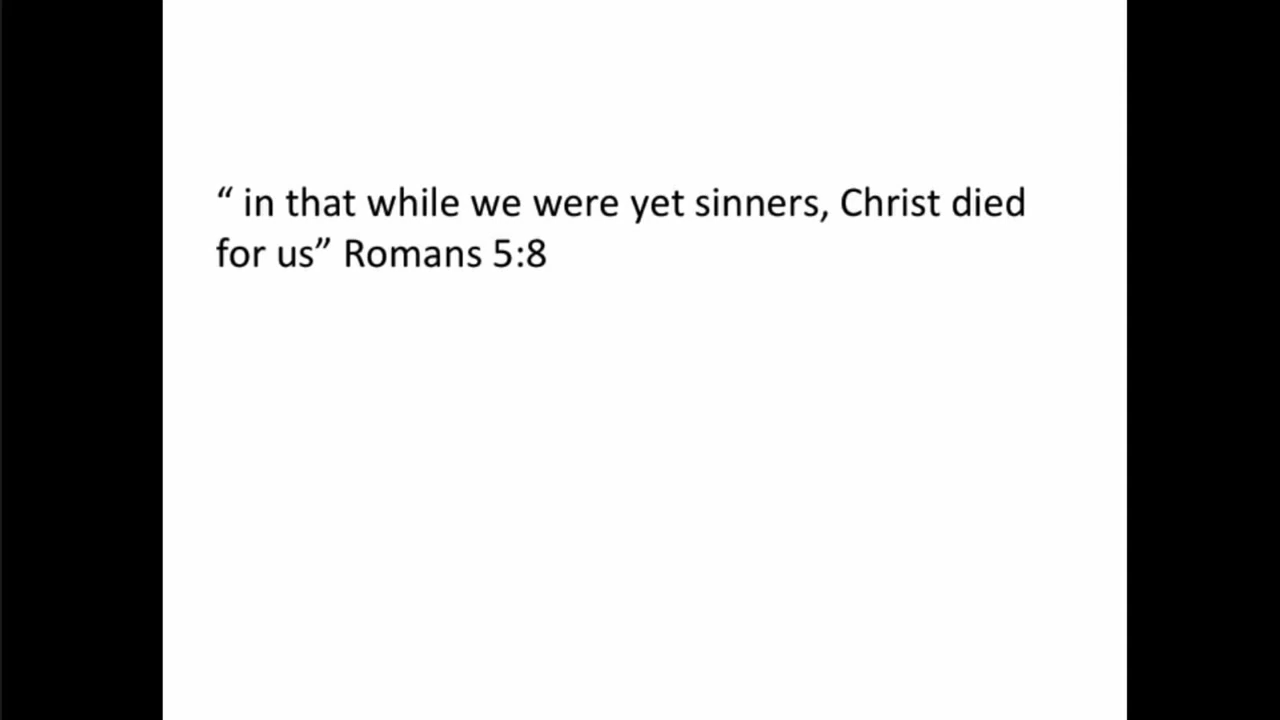 “ in that while we were yet sinners, Christ died
for us” Romans 5:8